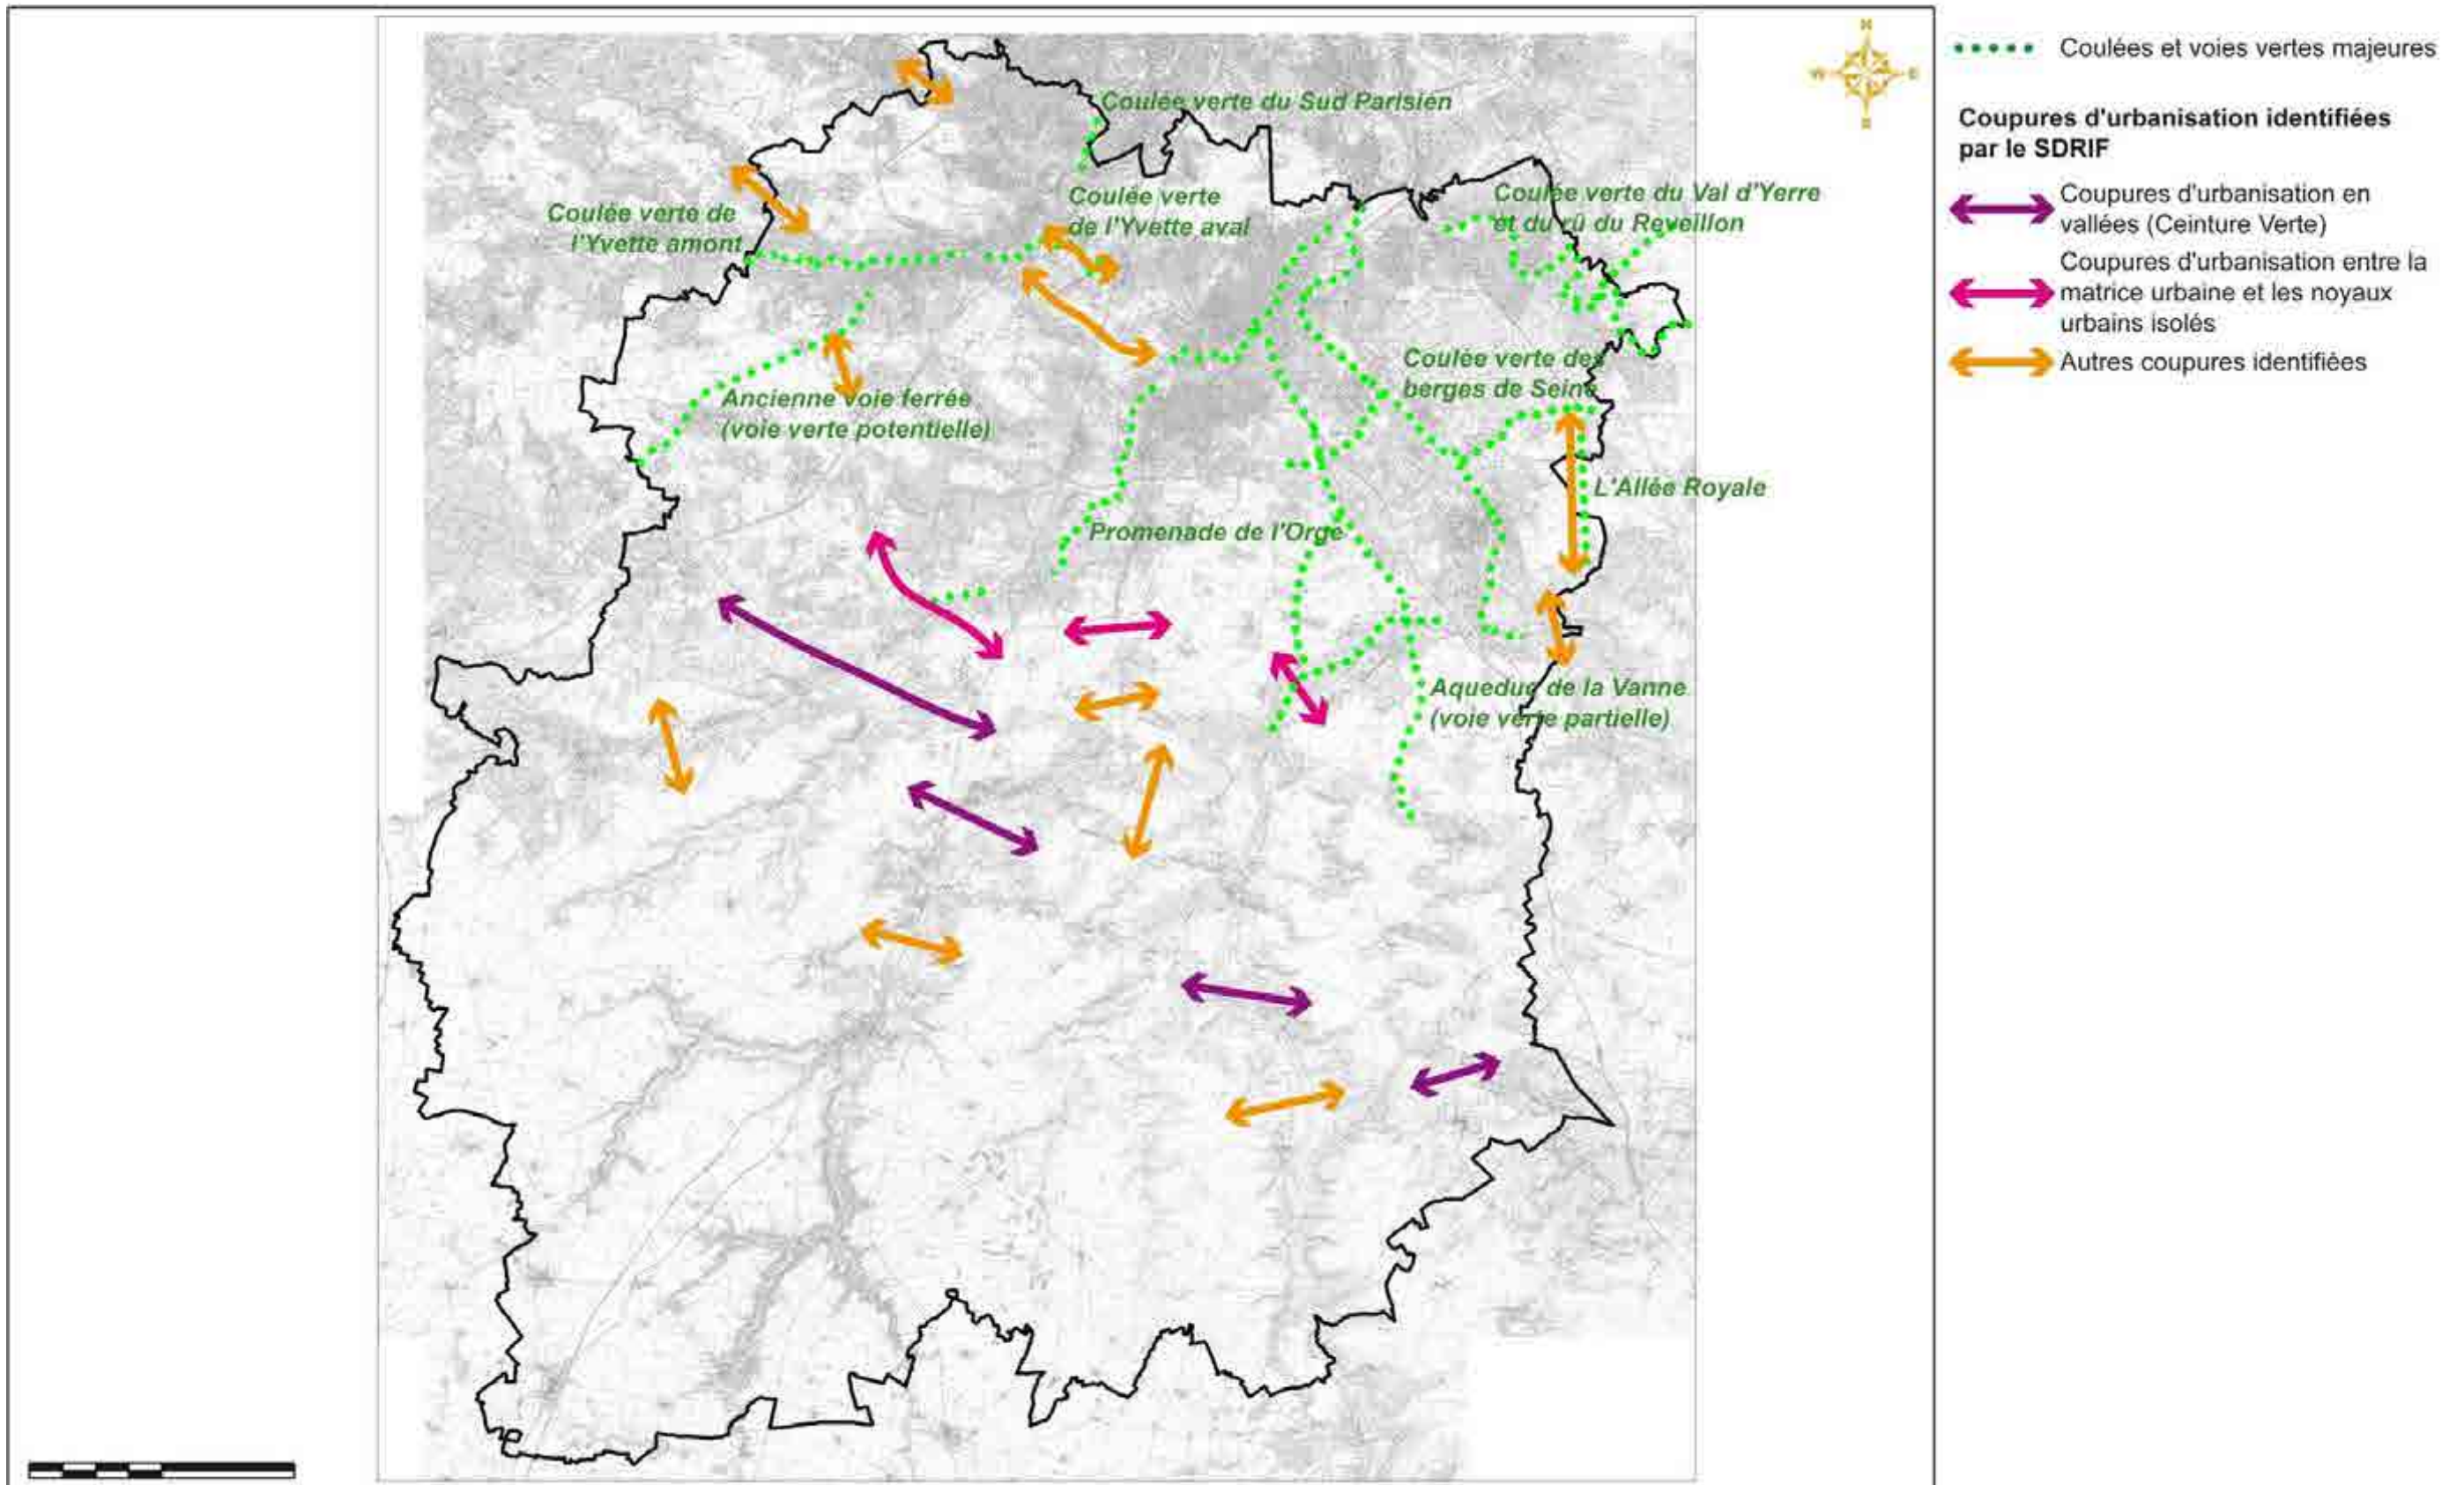 N
W
E
Coulée verte du Sud Parisien
Coulée verte
de l'Yvette aval
Coulée verte du Val d'Yerre
et du rû du Reveillon
Coulée verte de
l'Yvette amont
Coulée verte des
berges de Seine
Ancienne voie ferrée
(voie verte potentielle)
L'Allée Royale
Promenade de l'Orge
Aqueduc de la Vanne
(voie verte partielle)
Coulées et voies vertes majeures
Coupures d'urbanisation identifiées
par le SDRIF
Coupures d'urbanisation en
vallées (Ceinture Verte)
Coupures d'urbanisation entre la
matrice urbaine et les noyaux
urbains isolés
Autres coupures identifiées